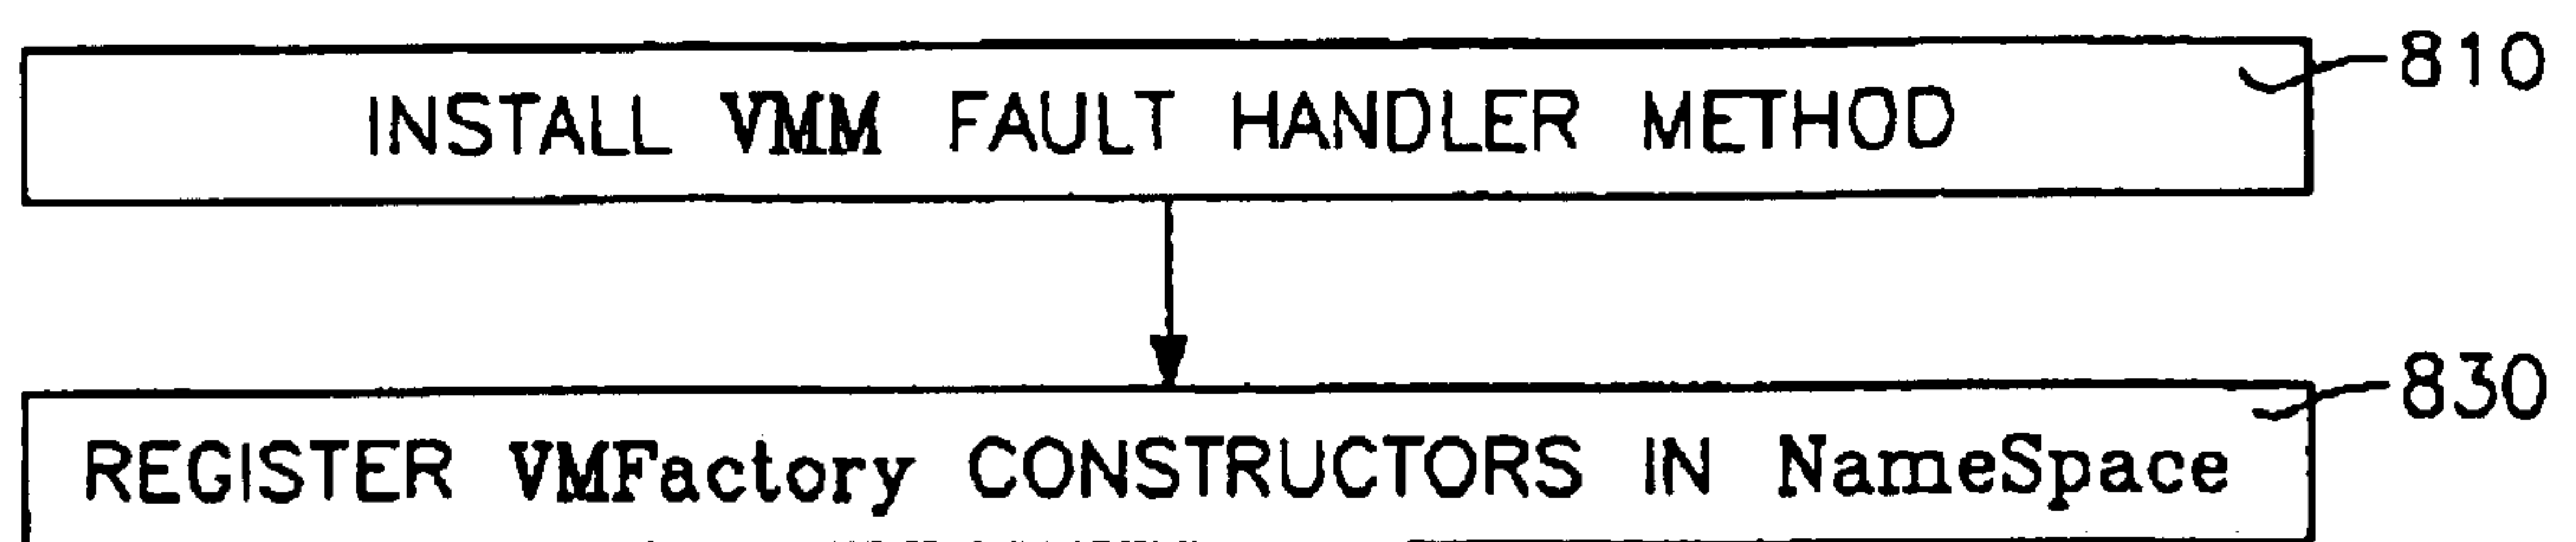 INSTALL VMM FAULT HANDLER METHOD
810
REGISTER VMFactory CONSTRUCTORS IN NameSpace
830